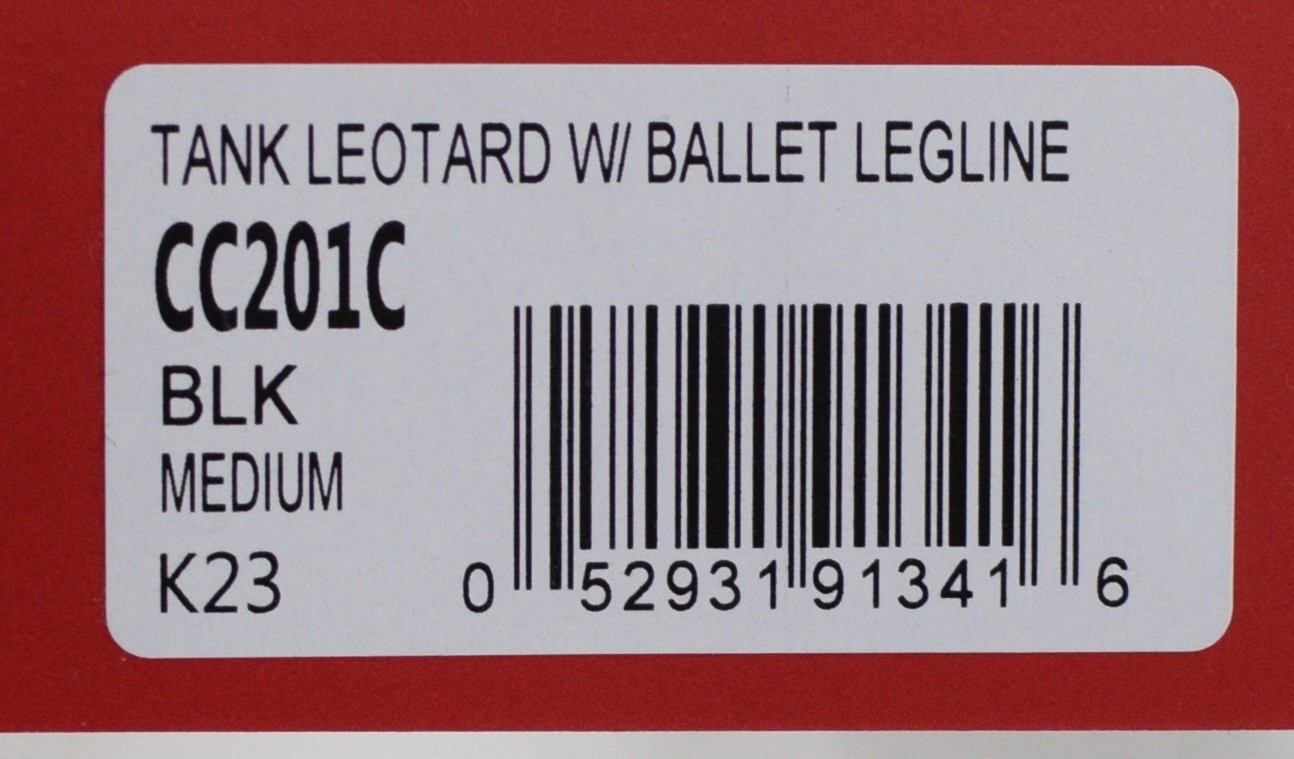 TANK LEOTARD W/ BALLET LEGLINE
CC201C
BLK
MEDIUM
K23
0 52931 91341 6